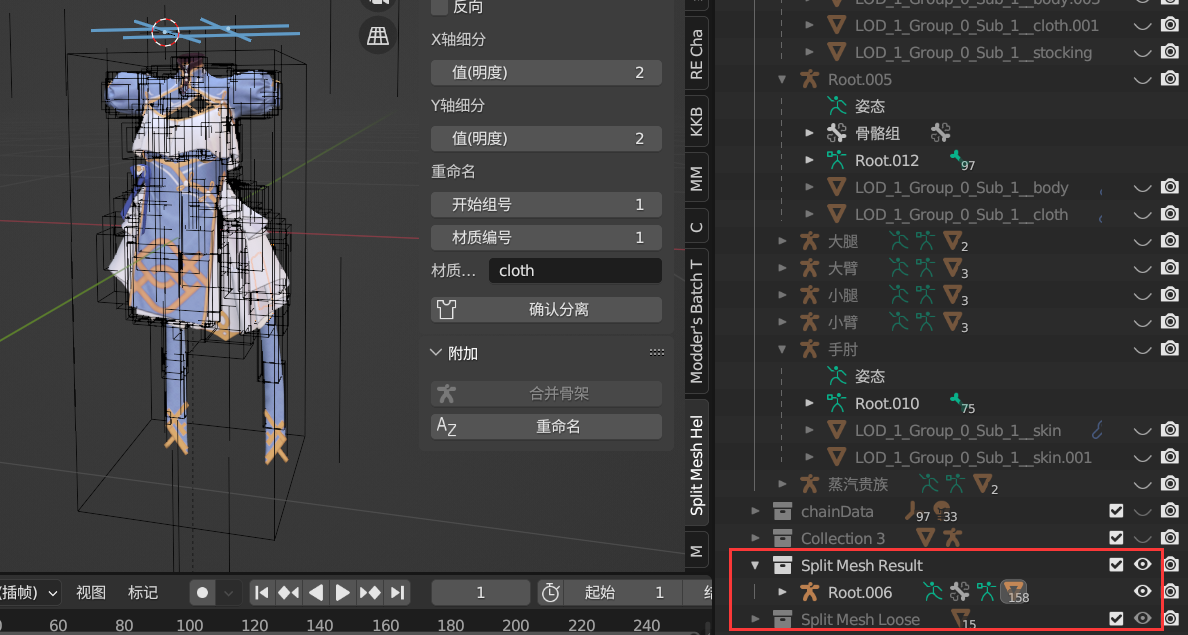 反向
X轴细分
值(明度) 2
Y轴细分
值(明度) 2
重命名
开始组号 1
材质编号 1
材质… cloth
确认分离
附加
合并骨架
AZ 重命名
RE Cha
KKB
MM
C
Modder's Batch T
Split Mesh Hel
M
LOD_1_Group_0_Sub_1__body.003
LOD_1_Group_0_Sub_1__cloth.001
LOD_1_Group_0_Sub_1__stocking
Root.005
姿态
骨骼组
Root.012 97
LOD_1_Group_0_Sub_1__body
LOD_1_Group_0_Sub_1__cloth
大腿 2
大臂 3
小腿 3
小臂 3
手肘
姿态
Root.010 75
LOD_1_Group_0_Sub_1__skin
LOD_1_Group_0_Sub_1__skin.001
蒸汽贵族 2
chainData 97 33
Collection 3
Split Mesh Result
Root.006 158
Split Mesh Loose 15
(插帧) 视图 标记 1 起始 1
60 80 100 120 140 160 180 200 220 240